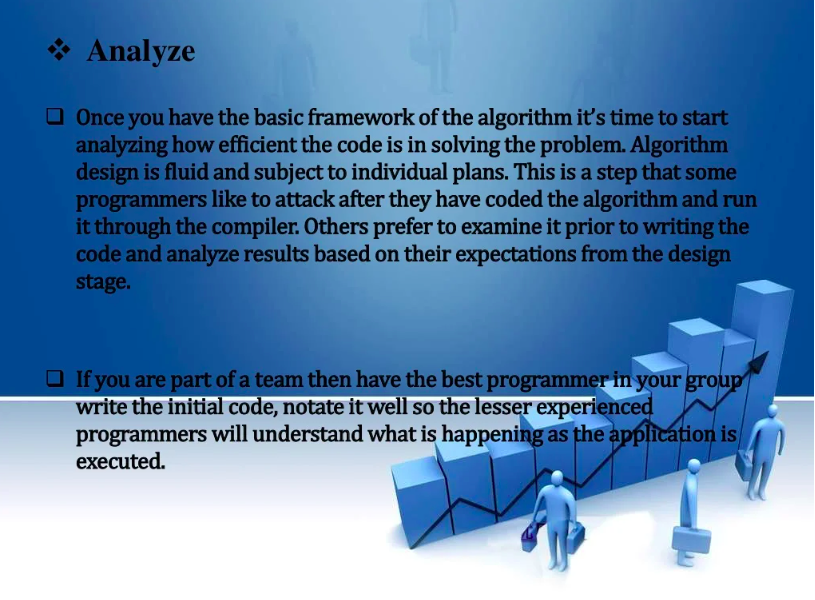 ❖ Analyze
❑ Once you have the basic framework of the algorithm it’s time to start
analyzing how efficient the code is in solving the problem. Algorithm
design is fluid and subject to individual plans. This is a step that some
programmers like to attack after they have coded the algorithm and run
it through the compiler. Others prefer to examine it prior to writing the
code and analyze results based on their expectations from the design
stage.
❑ If you are part of a team then have the best programmer in your group
write the initial code, notate it well so the lesser experienced
programmers will understand what is happening as the application is
executed.